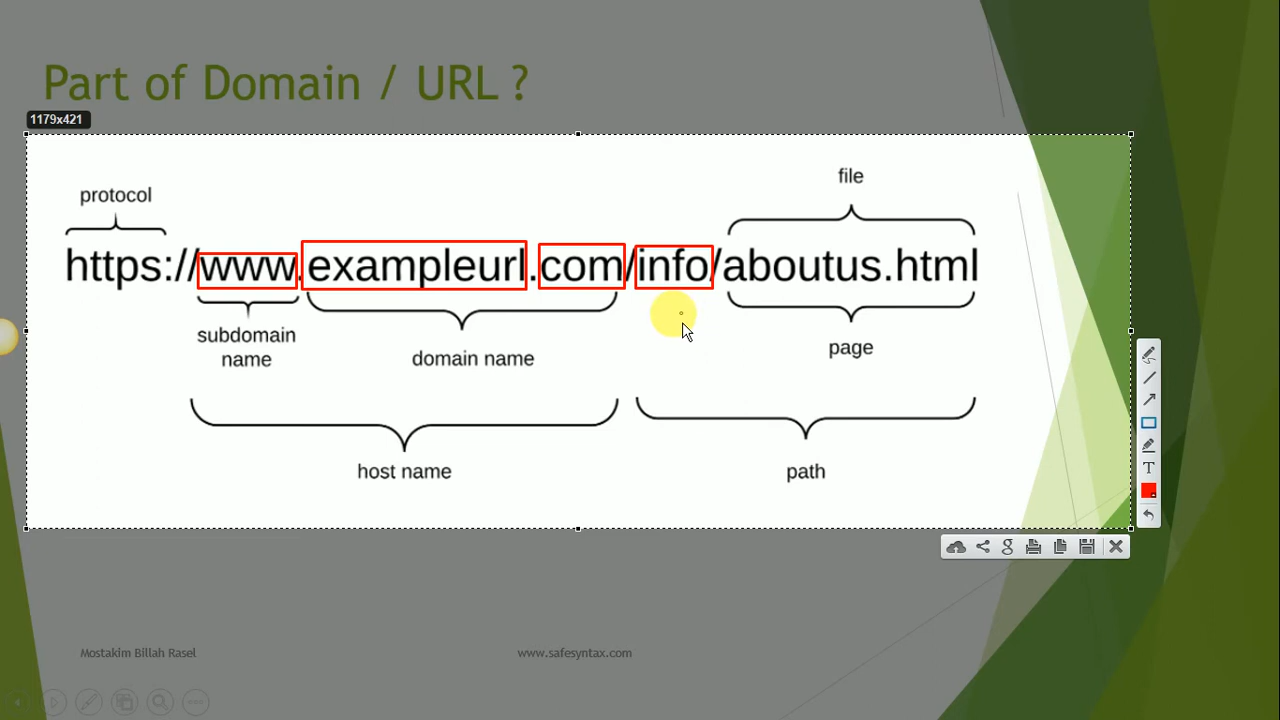 Part of Domain / URL ?
1179x421
file
protocol
https://www.exampleurl.com/info/aboutus.html
subdomain
name
domain name
page
host name
path
T
g
Mostakim Billah Rasel
www.safesyntax.com